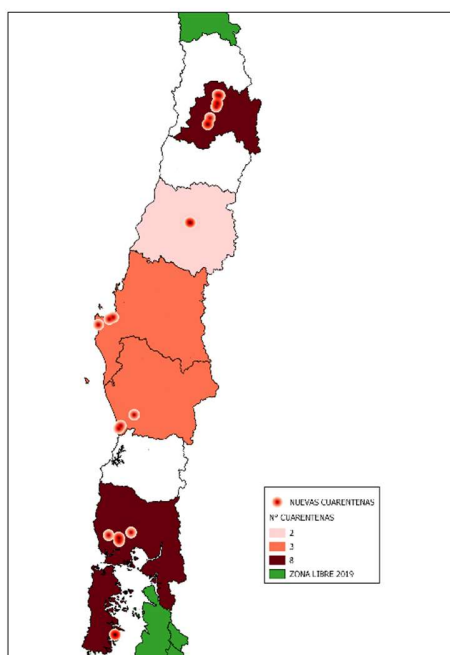 NUEVAS CUARENTENAS
N° CUARENTENAS
2
3
8
ZONA LIBRE 2019